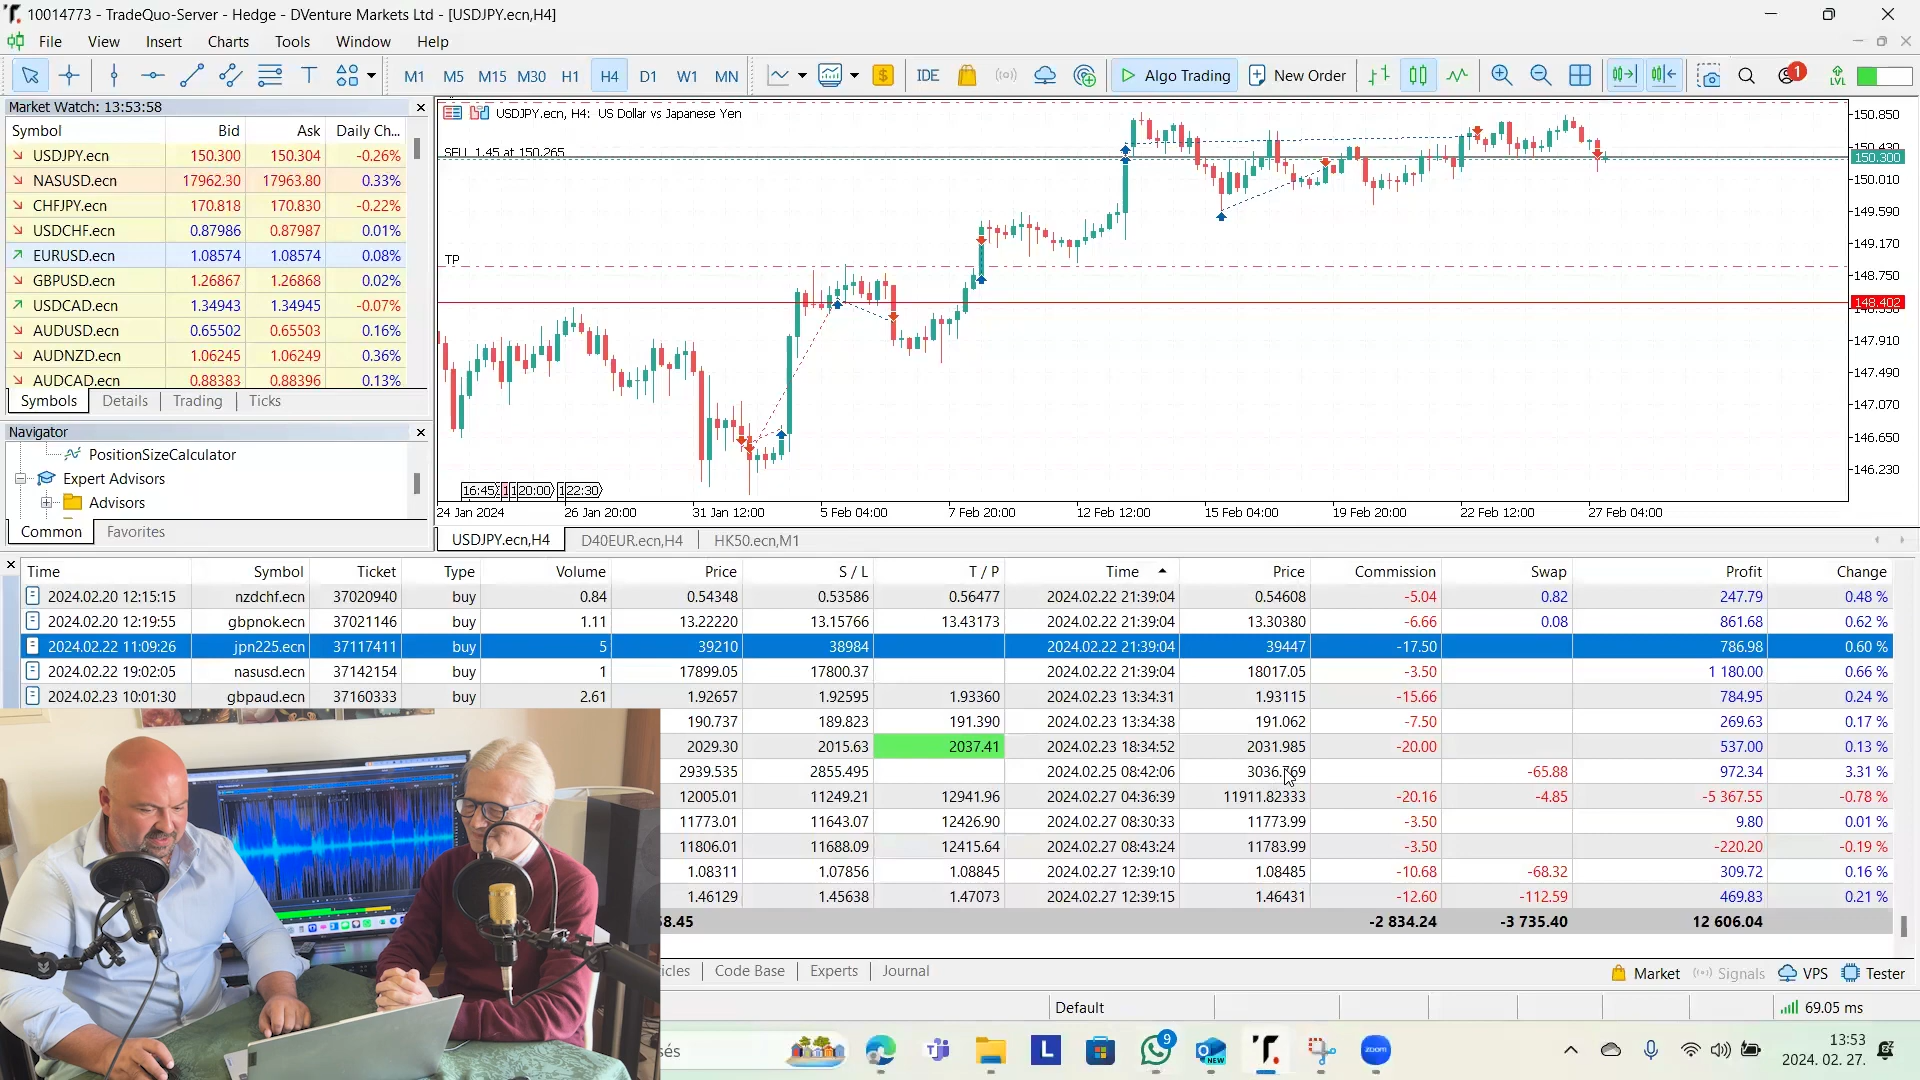 10014773 - TradeQuo-Server - Hedge - DVenture Markets Ltd - [USDJPY.ecn,H4]
File View Insert Charts Tools Window Help
M1 M5 M15 M30 H1 H4 D1 W1 MN IDE Algo Trading New Order 1 LVL
Market Watch: 13:53:58
Symbol Bid Ask Daily Ch...
USDJPY.ecn 150.300 150.304 -0.26%
NASUSD.ecn 17962.30 17963.80 0.33%
CHFJPY.ecn 170.818 170.830 -0.22%
USDCHF.ecn 0.87986 0.87987 0.01%
EURUSD.ecn 1.08574 1.08574 0.08%
GBPUSD.ecn 1.26867 1.26868 0.02%
USDCAD.ecn 1.34943 1.34945 -0.07%
AUDUSD.ecn 0.65502 0.65503 0.16%
AUDNZD.ecn 1.06245 1.06249 0.36%
AUDCAD.ecn 0.88383 0.88396 0.13%
Symbols Details Trading Ticks
Navigator
PositionSizeCalculator
Expert Advisors
Advisors
Common Favorites
USDJPY.ecn, H4: US Dollar vs Japanese Yen
SELL 1.45 at 150.265
TP
150.850
150.430
150.300
150.010
149.590
149.170
148.750
148.402
148.330
147.910
147.490
147.070
146.650
146.230
16:45 20:00 22:30
24 Jan 2024 26 Jan 20:00 31 Jan 12:00 5 Feb 04:00 7 Feb 20:00 12 Feb 12:00 15 Feb 04:00 19 Feb 20:00 22 Feb 12:00 27 Feb 04:00
USDJPY.ecn,H4 D40EUR.ecn,H4 HK50.ecn,M1
Time Symbol Ticket Type Volume Price S / L T / P Time Price Commission Swap Profit Change
2024.02.20 12:15:15 nzdchf.ecn 37020940 buy 0.84 0.54348 0.53586 0.56477 2024.02.22 21:39:04 0.54608 -5.04 0.82 247.79 0.48 %
2024.02.20 12:19:55 gbpnok.ecn 37021146 buy 1.11 13.22220 13.15766 13.43173 2024.02.22 21:39:04 13.30380 -6.66 0.08 861.68 0.62 %
2024.02.22 11:09:26 jpn225.ecn 37117411 buy 5 39210 38984 2024.02.22 21:39:04 39447 -17.50 786.98 0.60 %
2024.02.22 19:02:05 nasusd.ecn 37142154 buy 1 17899.05 17800.37 2024.02.22 21:39:04 18017.05 -3.50 1 180.00 0.66 %
2024.02.23 10:01:30 gbpaud.ecn 37160333 buy 2.61 1.92657 1.92595 1.93360 2024.02.23 13:34:31 1.93115 -15.66 784.95 0.24 %
190.737 189.823 191.390 2024.02.23 13:34:38 191.062 -7.50 269.63 0.17 %
2029.30 2015.63 2037.41 2024.02.23 18:34:52 2031.985 -20.00 537.00 0.13 %
2939.535 2855.495 2024.02.25 08:42:06 3036.769 -65.88 972.34 3.31 %
12005.01 11249.21 12941.96 2024.02.27 04:36:39 11911.82333 -20.16 -4.85 -5 367.55 -0.78 %
11773.01 11643.07 12426.90 2024.02.27 08:30:33 11773.99 -3.50 9.80 0.01 %
11806.01 11688.09 12415.64 2024.02.27 08:43:24 11783.99 -3.50 -220.20 -0.19 %
1.08311 1.07856 1.08845 2024.02.27 12:39:10 1.08485 -10.68 -68.32 309.72 0.16 %
1.46129 1.45638 1.47073 2024.02.27 12:39:15 1.46431 -12.60 -112.59 469.83 0.21 %
8.45 -2 834.24 -3 735.40 12 606.04
icles Code Base Experts Journal Market Signals VPS Tester
Default 69.05 ms
és L 9 NEW zoom 13:53
2024. 02. 27.